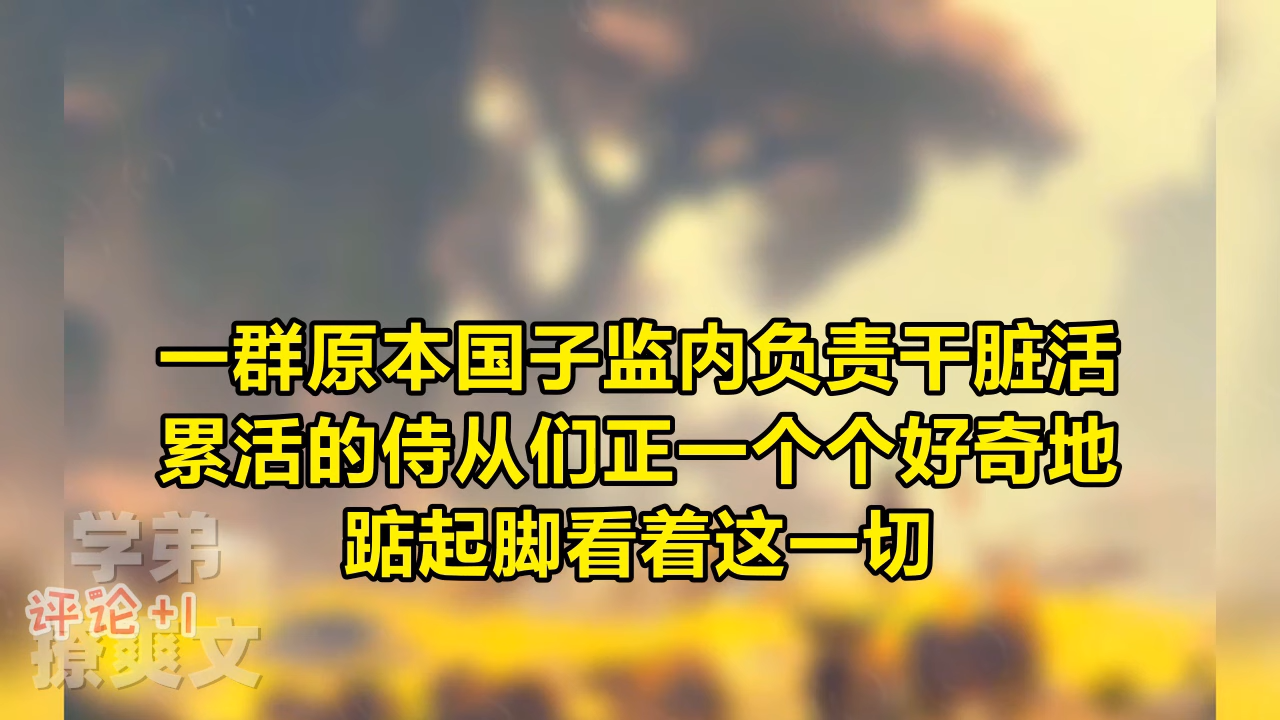 一群原本国子监内负责干脏活
累活的侍从们正一个个好奇地
踮起脚看着这一切
学弟
评论+1
撩爽文